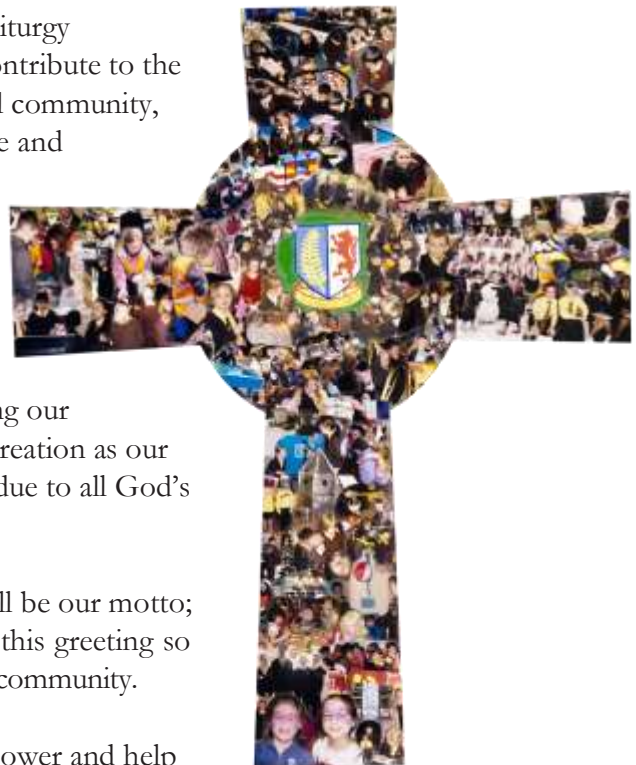 iturgy
ontribute to the
l community,
e and
ng our
reation as our
due to all God's
ll be our motto;
this greeting so
community.
ower and help